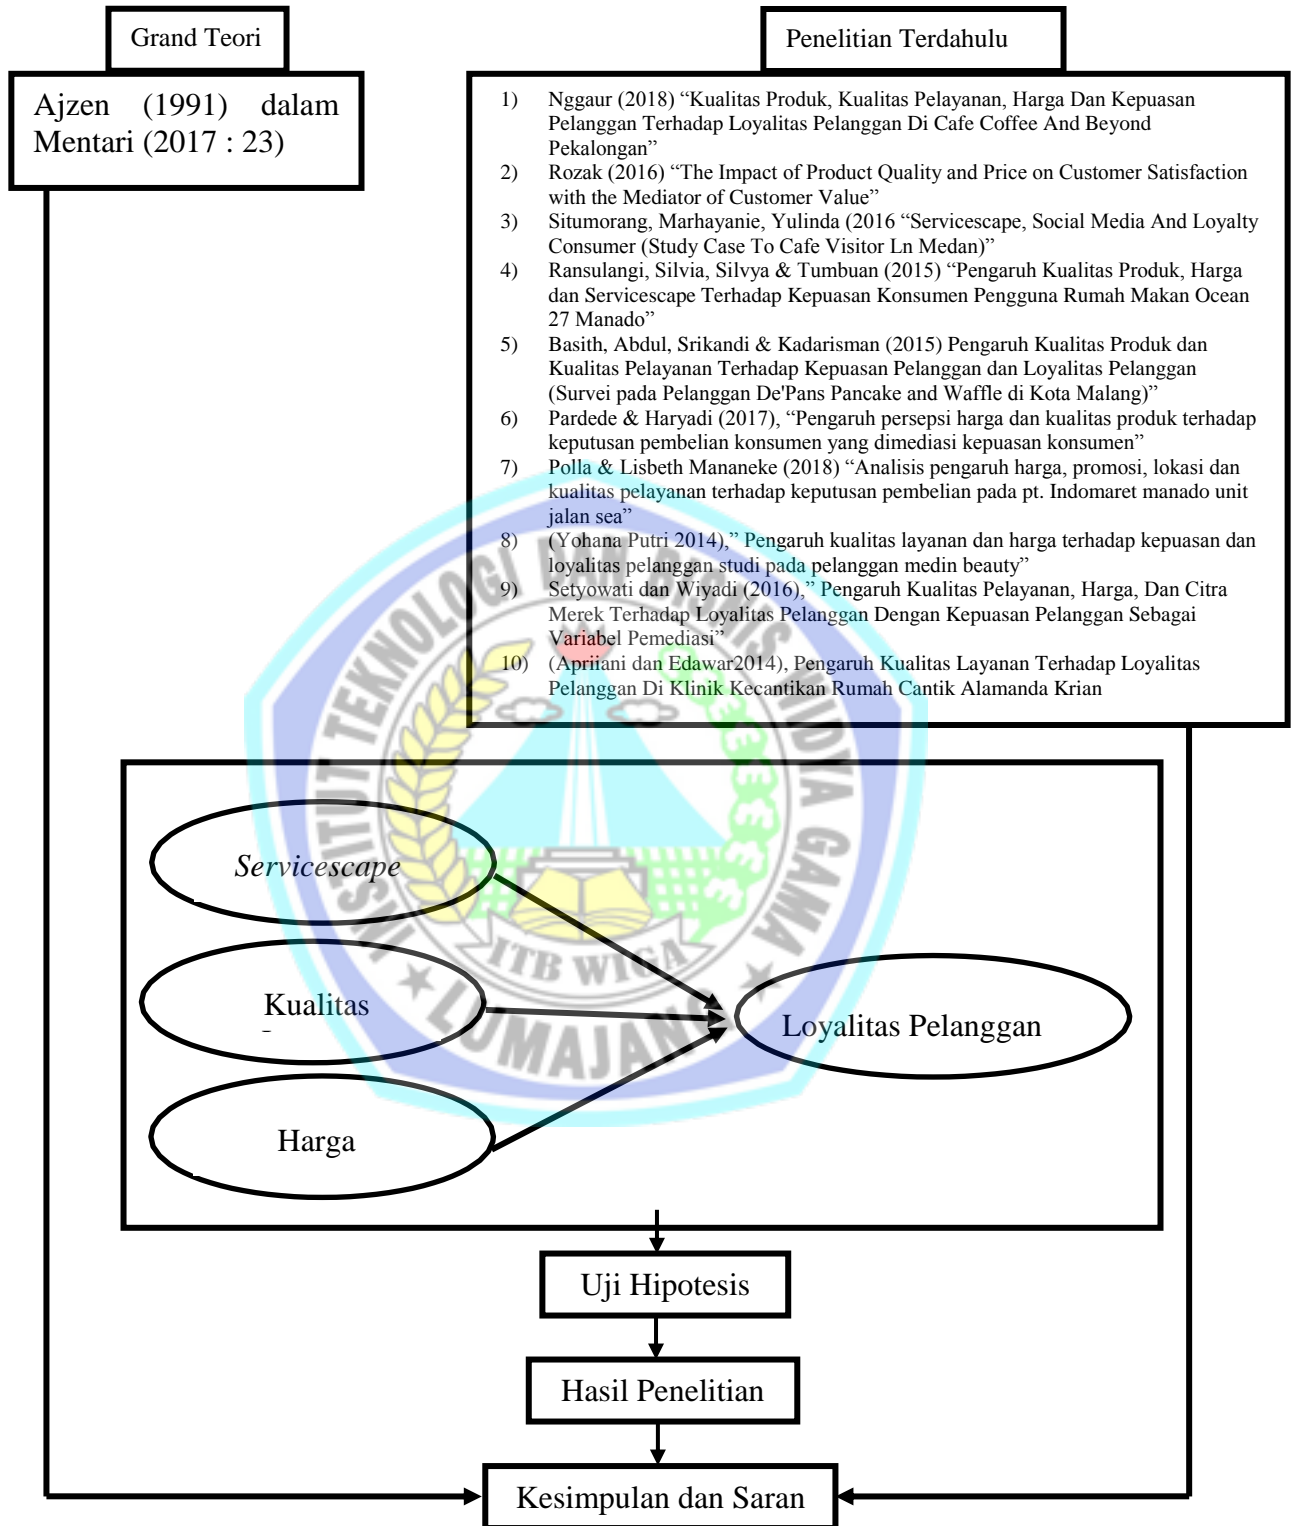 Grand Teori
Ajzen (1991) dalam
Mentari (2017 : 23)
Penelitian Terdahulu
1) Nggaur (2018) “Kualitas Produk, Kualitas Pelayanan, Harga Dan Kepuasan
Pelanggan Terhadap Loyalitas Pelanggan Di Cafe Coffee And Beyond
Pekalongan”
2) Rozak (2016) “The Impact of Product Quality and Price on Customer Satisfaction
with the Mediator of Customer Value”
3) Situmorang, Marhayanie, Yulinda (2016 “Servicescape, Social Media And Loyalty
Consumer (Study Case To Cafe Visitor Ln Medan)”
4) Ransulangi, Silvia, Silvya & Tumbuan (2015) “Pengaruh Kualitas Produk, Harga
dan Servicescape Terhadap Kepuasan Konsumen Pengguna Rumah Makan Ocean
27 Manado”
5) Basith, Abdul, Srikandi & Kadarisman (2015) Pengaruh Kualitas Produk dan
Kualitas Pelayanan Terhadap Kepuasan Pelanggan dan Loyalitas Pelanggan
(Survei pada Pelanggan De'Pans Pancake and Waffle di Kota Malang)”
6) Pardede & Haryadi (2017), “Pengaruh persepsi harga dan kualitas produk terhadap
keputusan pembelian konsumen yang dimediasi kepuasan konsumen”
7) Polla & Lisbeth Mananeke (2018) “Analisis pengaruh harga, promosi, lokasi dan
kualitas pelayanan terhadap keputusan pembelian pada pt. Indomaret manado unit
jalan sea”
8) (Yohana Putri 2014),” Pengaruh kualitas layanan dan harga terhadap kepuasan dan
loyalitas pelanggan studi pada pelanggan medin beauty”
9) Setyowati dan Wiyadi (2016),” Pengaruh Kualitas Pelayanan, Harga, Dan Citra
Merek Terhadap Loyalitas Pelanggan Dengan Kepuasan Pelanggan Sebagai
Variabel Pemediasi”
10) (Apriiani dan Edawar2014), Pengaruh Kualitas Layanan Terhadap Loyalitas
Pelanggan Di Klinik Kecantikan Rumah Cantik Alamanda Krian
INSTITUT TEKNOLOGI DAN BISNIS WIDYA GAMA
ITB WIGA
LUMAJANG
Servicescape
Kualitas
Harga
Loyalitas Pelanggan
Uji Hipotesis
Hasil Penelitian
Kesimpulan dan Saran